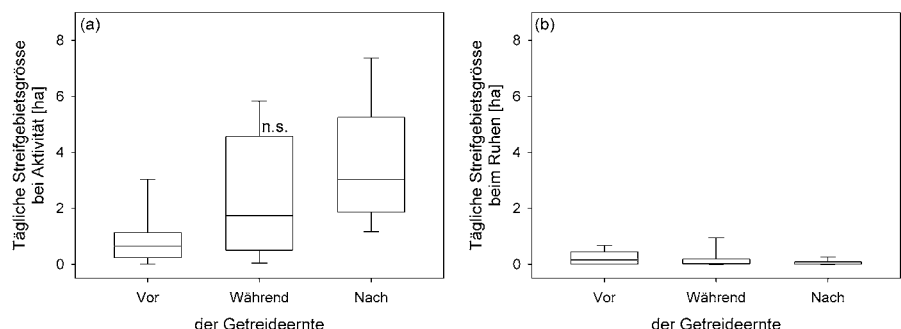 (a)
Tägliche Streifgebietsgrösse
bei Aktivität [ha]
8
6
4
2
0
n.s.
Vor Während Nach
der Getreideernte
(b)
Tägliche Streifgebietsgrösse
beim Ruhen [ha]
8
6
4
2
0
Vor Während Nach
der Getreideernte